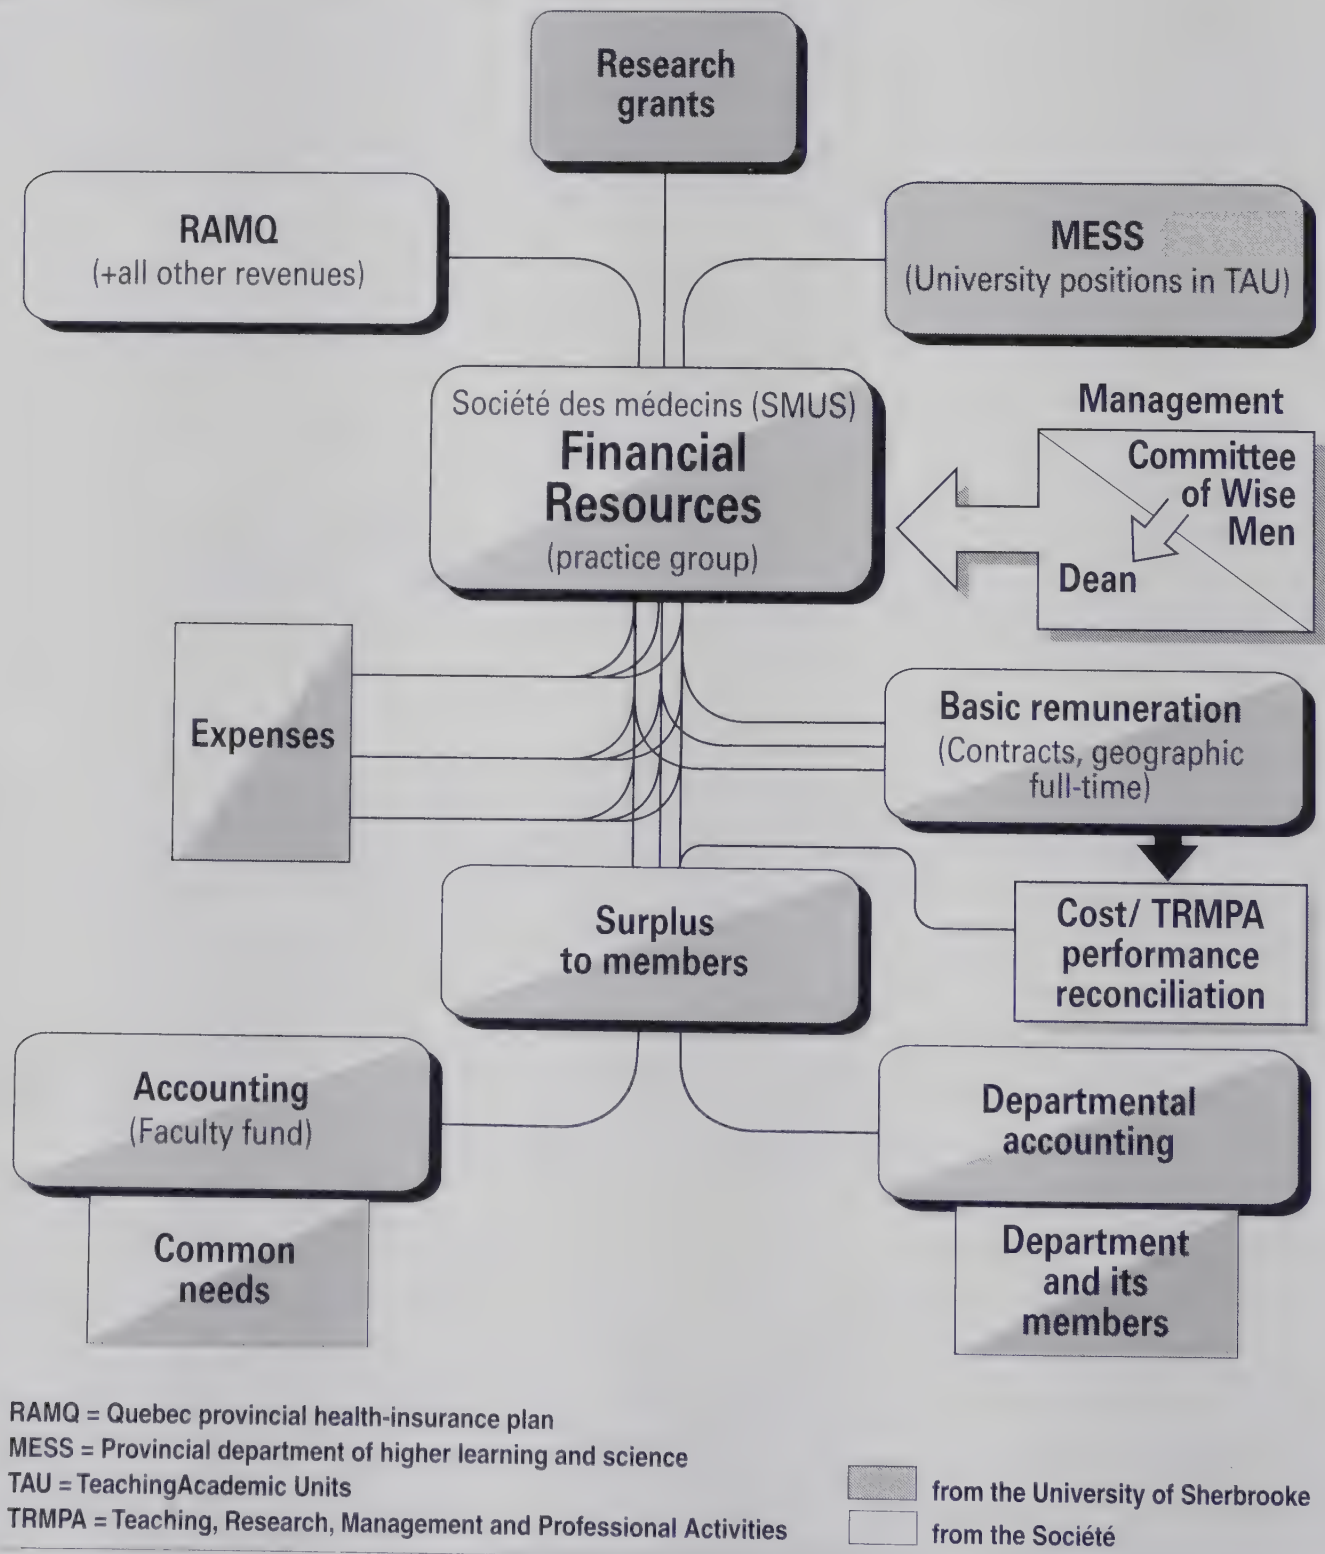 Research
grants
RAMQ
(+all other revenues)
MESS
(University positions in TAU)
Société des médecins (SMUS)
Financial
Resources
(practice group)
Management
Committee
of Wise
Men
Dean
Expenses
Basic remuneration
(Contracts, geographic
full-time)
Surplus
to members
Cost/ TRMPA
performance
reconciliation
Accounting
(Faculty fund)
Departmental
accounting
Common
needs
Department
and its
members
RAMQ = Quebec provincial health-insurance plan
MESS = Provincial department of higher learning and science
TAU = TeachingAcademic Units
TRMPA = Teaching, Research, Management and Professional Activities
from the University of Sherbrooke
from the Société